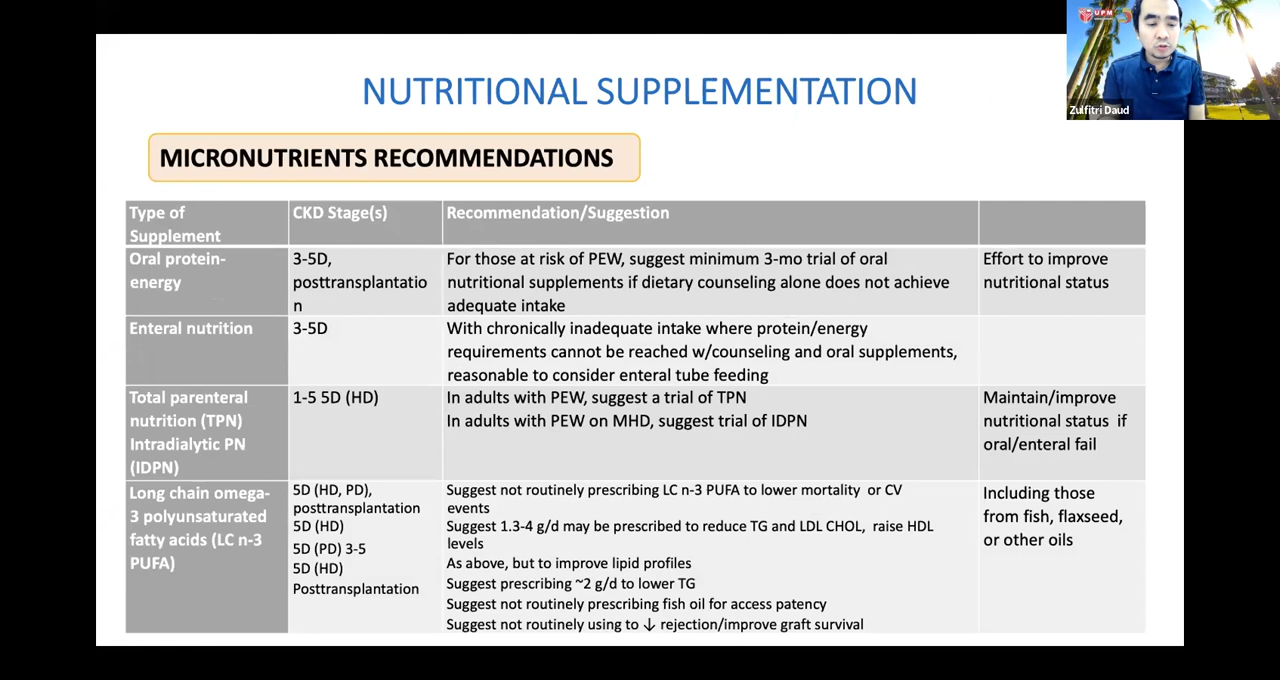 UPM
Zulfitri Daud
NUTRITIONAL SUPPLEMENTATION
MICRONUTRIENTS RECOMMENDATIONS
Type of
Supplement
CKD Stage(s)
Recommendation/Suggestion
Oral protein-
energy
3-5D,
posttransplantatio
n
For those at risk of PEW, suggest minimum 3-mo trial of oral
nutritional supplements if dietary counseling alone does not achieve
adequate intake
Effort to improve
nutritional status
Enteral nutrition
3-5D
With chronically inadequate intake where protein/energy
requirements cannot be reached w/counseling and oral supplements,
reasonable to consider enteral tube feeding
Total parenteral
nutrition (TPN)
Intradialytic PN
(IDPN)
1-5 5D (HD)
In adults with PEW, suggest a trial of TPN
In adults with PEW on MHD, suggest trial of IDPN
Maintain/improve
nutritional status if
oral/enteral fail
Long chain omega-
3 polyunsaturated
fatty acids (LC n-3
PUFA)
5D (HD, PD),
posttransplantation
5D (HD)
5D (PD) 3-5
5D (HD)
Posttransplantation
Suggest not routinely prescribing LC n-3 PUFA to lower mortality or CV
events
Suggest 1.3-4 g/d may be prescribed to reduce TG and LDL CHOL, raise HDL
levels
As above, but to improve lipid profiles
Suggest prescribing ~2 g/d to lower TG
Suggest not routinely prescribing fish oil for access patency
Suggest not routinely using to ↓ rejection/improve graft survival
Including those
from fish, flaxseed,
or other oils